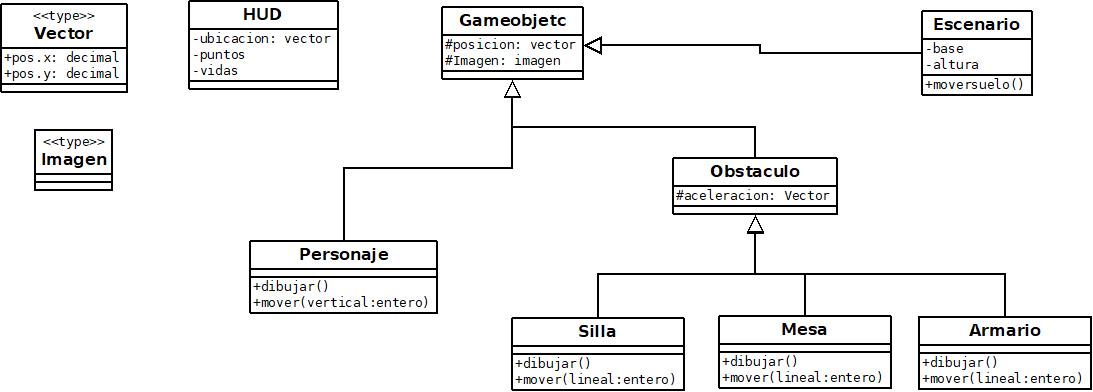 <<type>>
Vector
+pos.x: decimal
+pos.y: decimal
HUD
-ubicacion: vector
-puntos
-vidas
Gameobjetc
#posicion: vector
#Imagen: imagen
Escenario
-base
-altura
+moversuelo()
<<type>>
Imagen
Obstaculo
#aceleracion: Vector
Personaje
+dibujar()
+mover(vertical:entero)
Silla
+dibujar()
+mover(lineal:entero)
Mesa
+dibujar()
+mover(lineal:entero)
Armario
+dibujar()
+mover(lineal:entero)